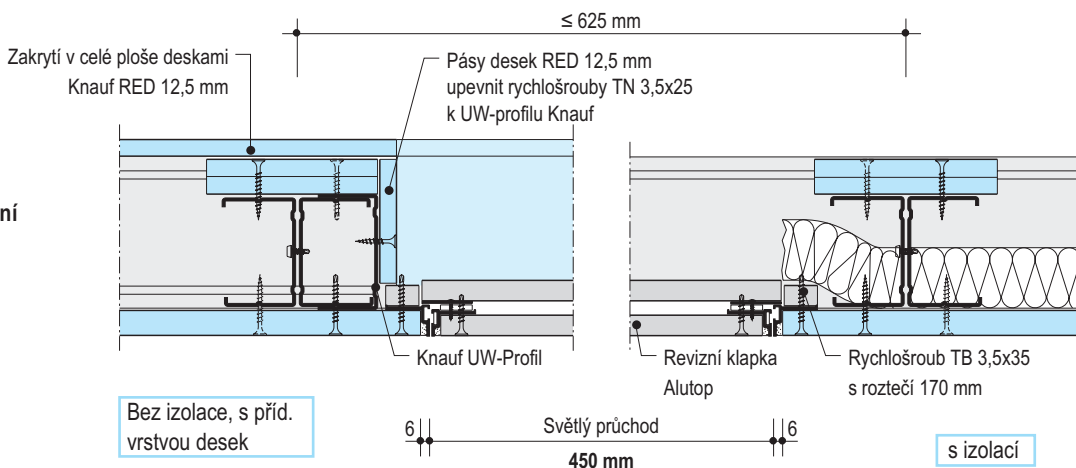 ≤ 625 mm
Zakrytí v celé ploše deskami
Knauf RED 12,5 mm
Pásy desek RED 12,5 mm
upevnit rychlošrouby TN 3,5x25
k UW-profilu Knauf
ní
Knauf UW-Profil
Revizní klapka
Alutop
Rychlošroub TB 3,5x35
s roztečí 170 mm
Bez izolace, s příd.
vrstvou desek
6
Světlý průchod
6
450 mm
s izolací